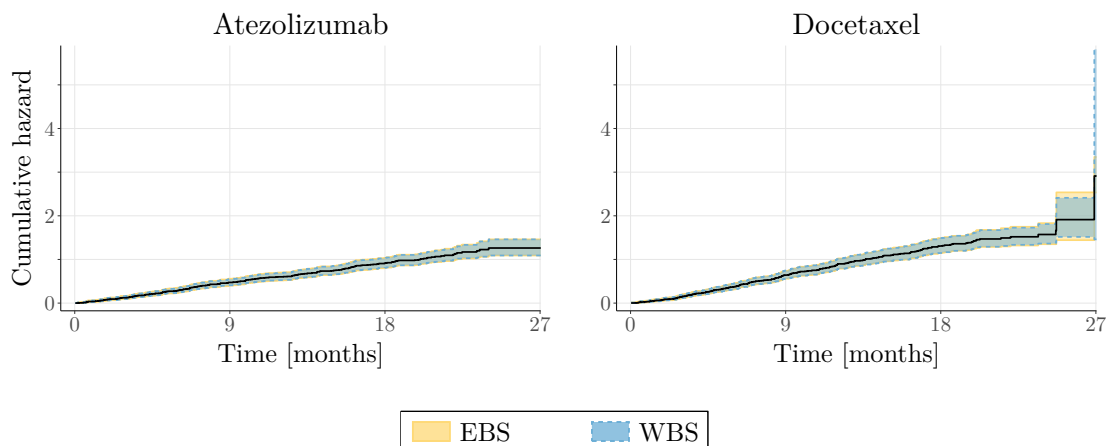 Atezolizumab
Docetaxel
Cumulative hazard
4
2
0
0
9
18
27
Time [months]
4
2
0
0
9
18
27
Time [months]
EBS
WBS